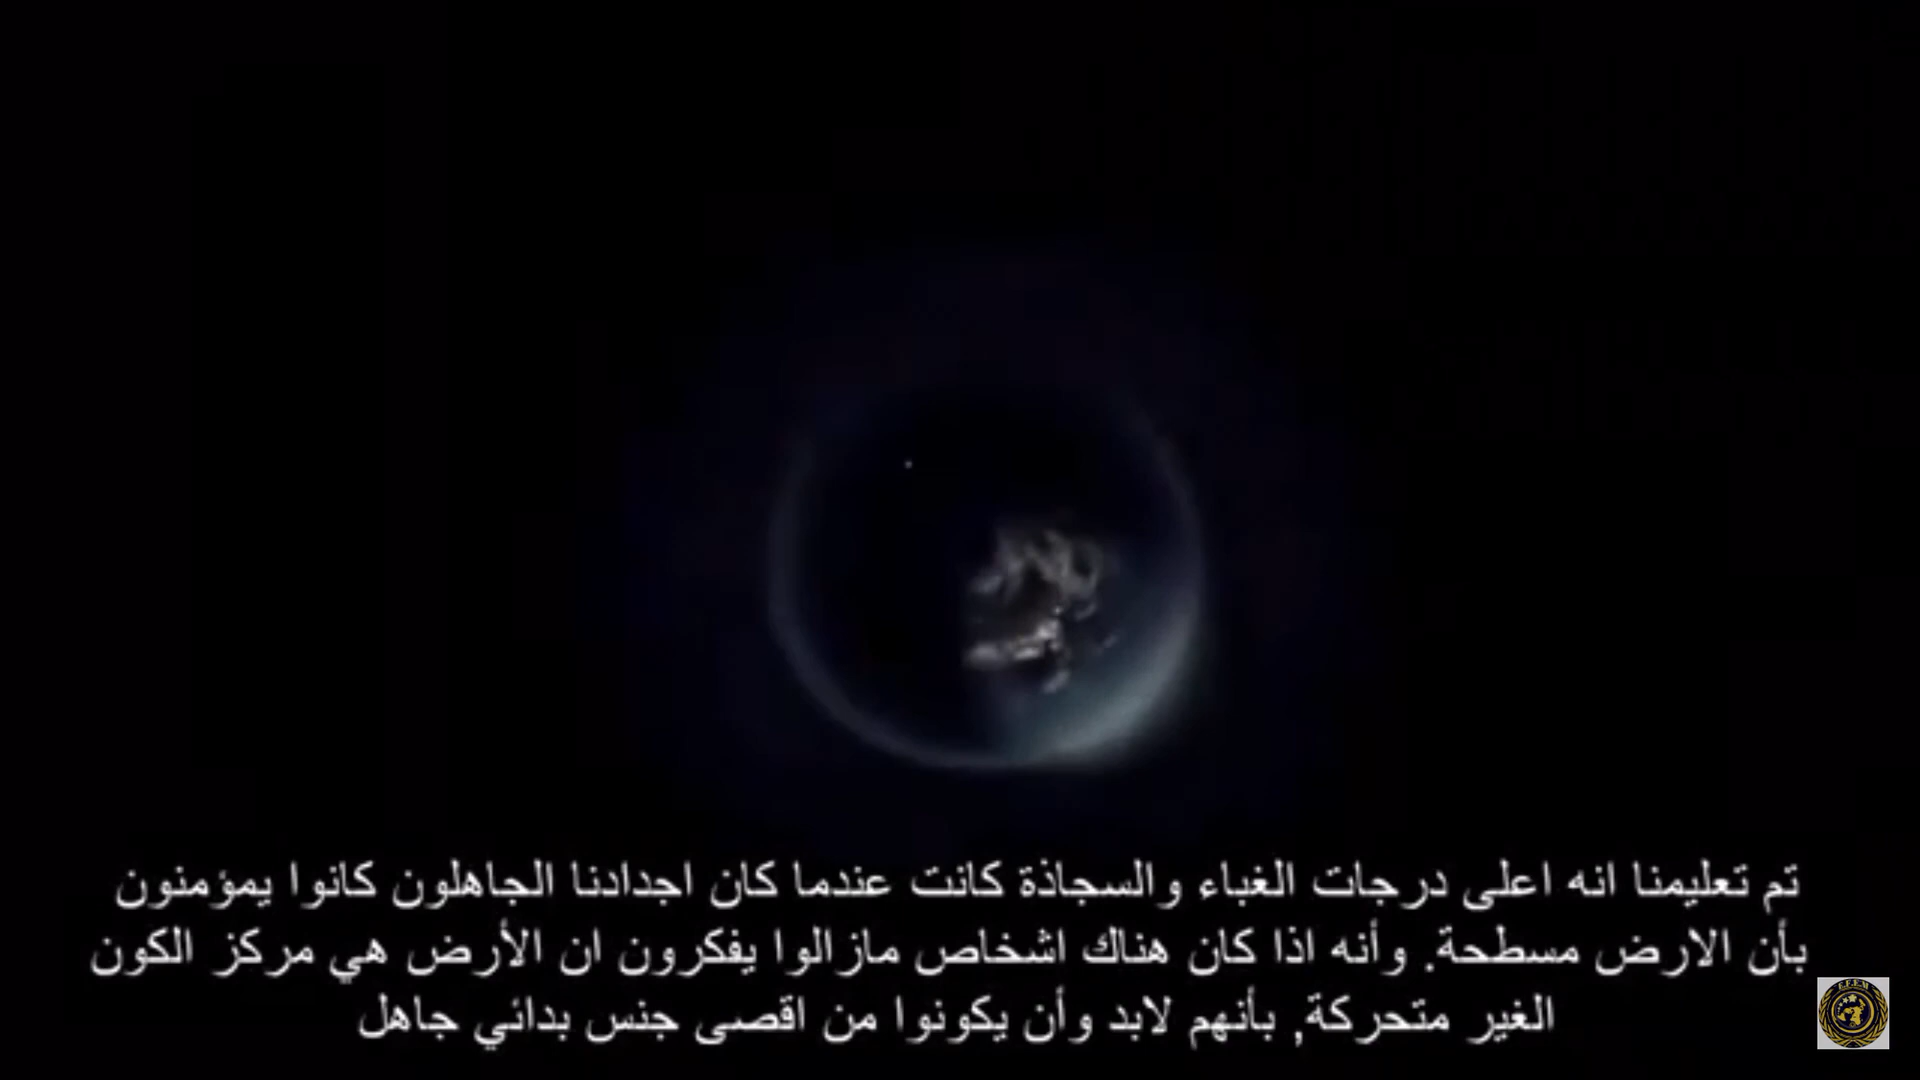 تم تعليمنا انه اعلى درجات الغباء والسجاذة كانت عندما كان اجدادنا الجاهلون كانوا يمؤمنون
بأن الارض مسطحة. وأنه اذا كان هناك اشخاص مازالوا يفكرون ان الأرض هي مركز الكون
الغير متحركة, بأنهم لابد وأن يكونوا من اقصى جنس بدائي جاهل
E.F.E.M